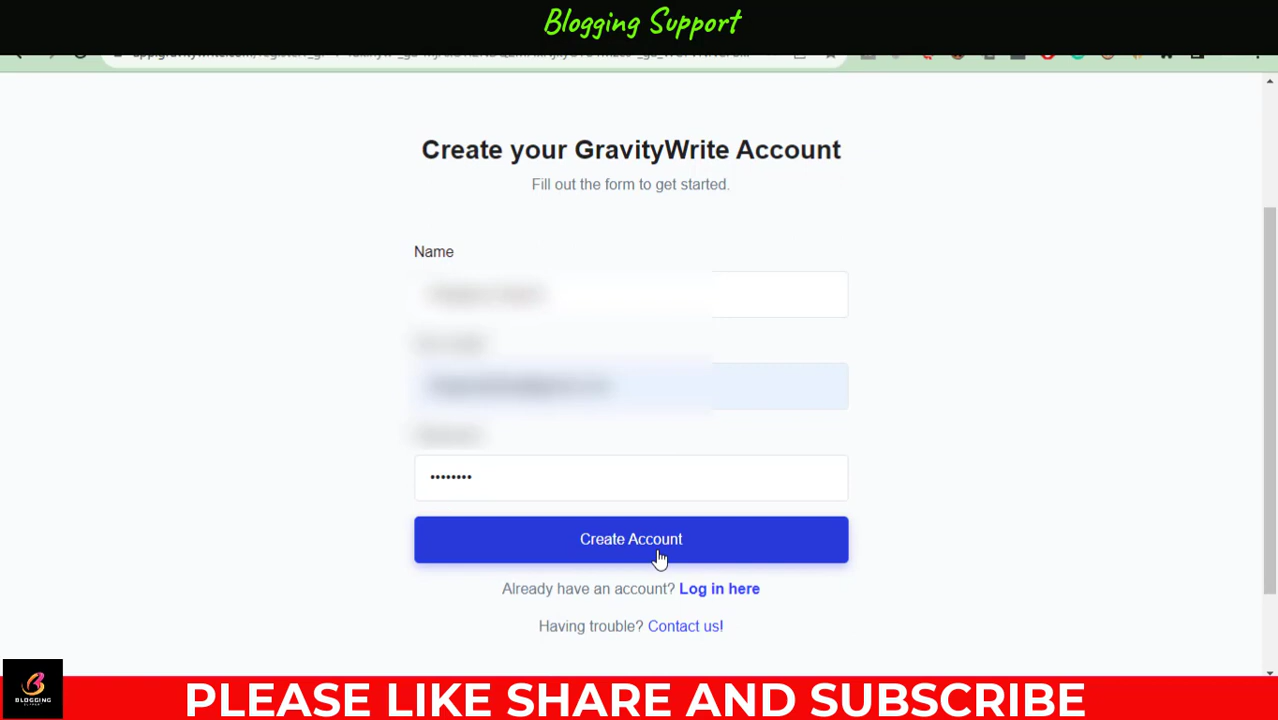 Blogging Support
Create your GravityWrite Account
Fill out the form to get started.
Name
••••••••
Create Account
Already have an account? Log in here
Having trouble? Contact us!
BLOGGING
PLEASE LIKE SHARE AND SUBSCRIBE